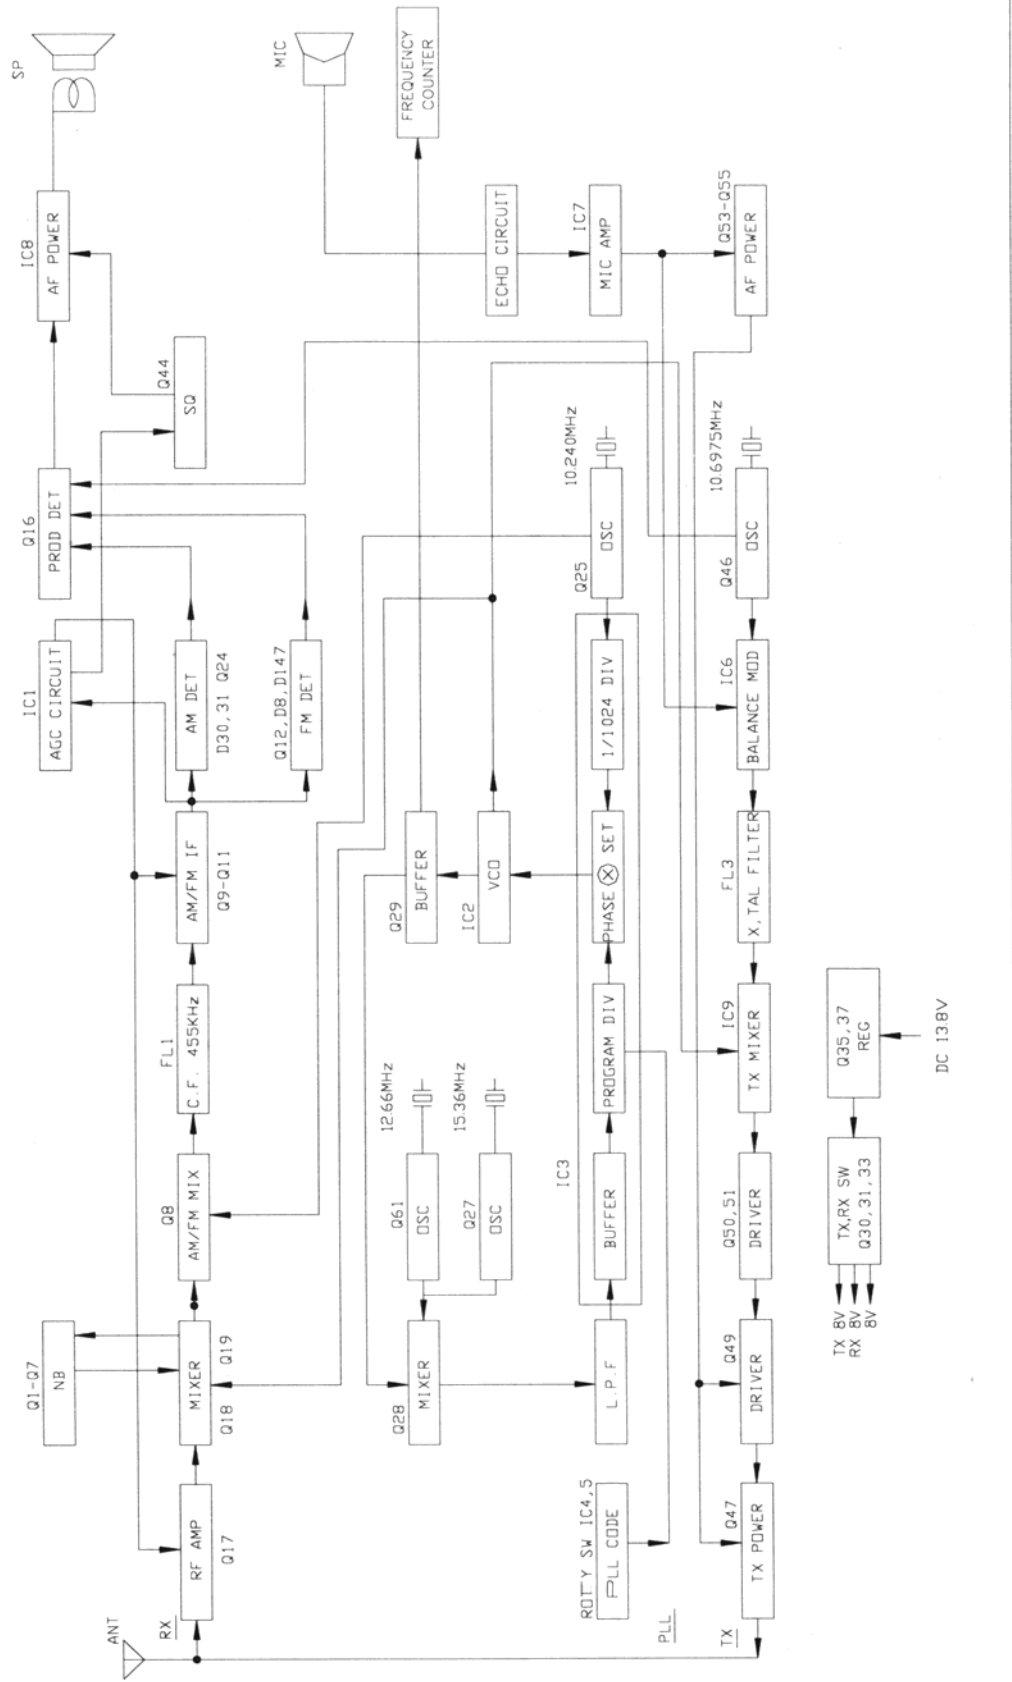 SP
MIC
FREQUENCY
COUNTER
IC8
AF POWER
Q44
SQ
ECHO CIRCUIT
IC7
MIC AMP
Q53-Q55
AF POWER
Q16
PROD DET
IC1
AGC CIRCUIT
AM DET
D30,31 Q24
Q12,D8,D147
FM DET
10.240MHz
OSC
Q25
10.6975MHz
OSC
Q46
AM/FM IF
Q9-Q11
FL1
C.F. 455KHz
Q8
AM/FM MIX
Q1-Q7
NB
MIXER
Q18
Q19
RF AMP
Q17
ANT
RX
Q29
BUFFER
IC2
VCO
1/1024 DIV
PHASE X SET
PROGRAM DIV
BUFFER
IC3
12.66MHz
Q61
OSC
15.36MHz
Q27
OSC
Q28
MIXER
L.P.F
ROTY SW IC4,5
PLL CODE
PLL
IC6
BALANCE MOD
FL3
X,TAL FILTER
IC9
TX MIXER
Q50,51
DRIVER
Q49
DRIVER
Q47
TX POWER
TX
Q35,37
REG
DC 13.8V
TX,RX SW
Q30,31,33
TX 8V
RX 8V
8V